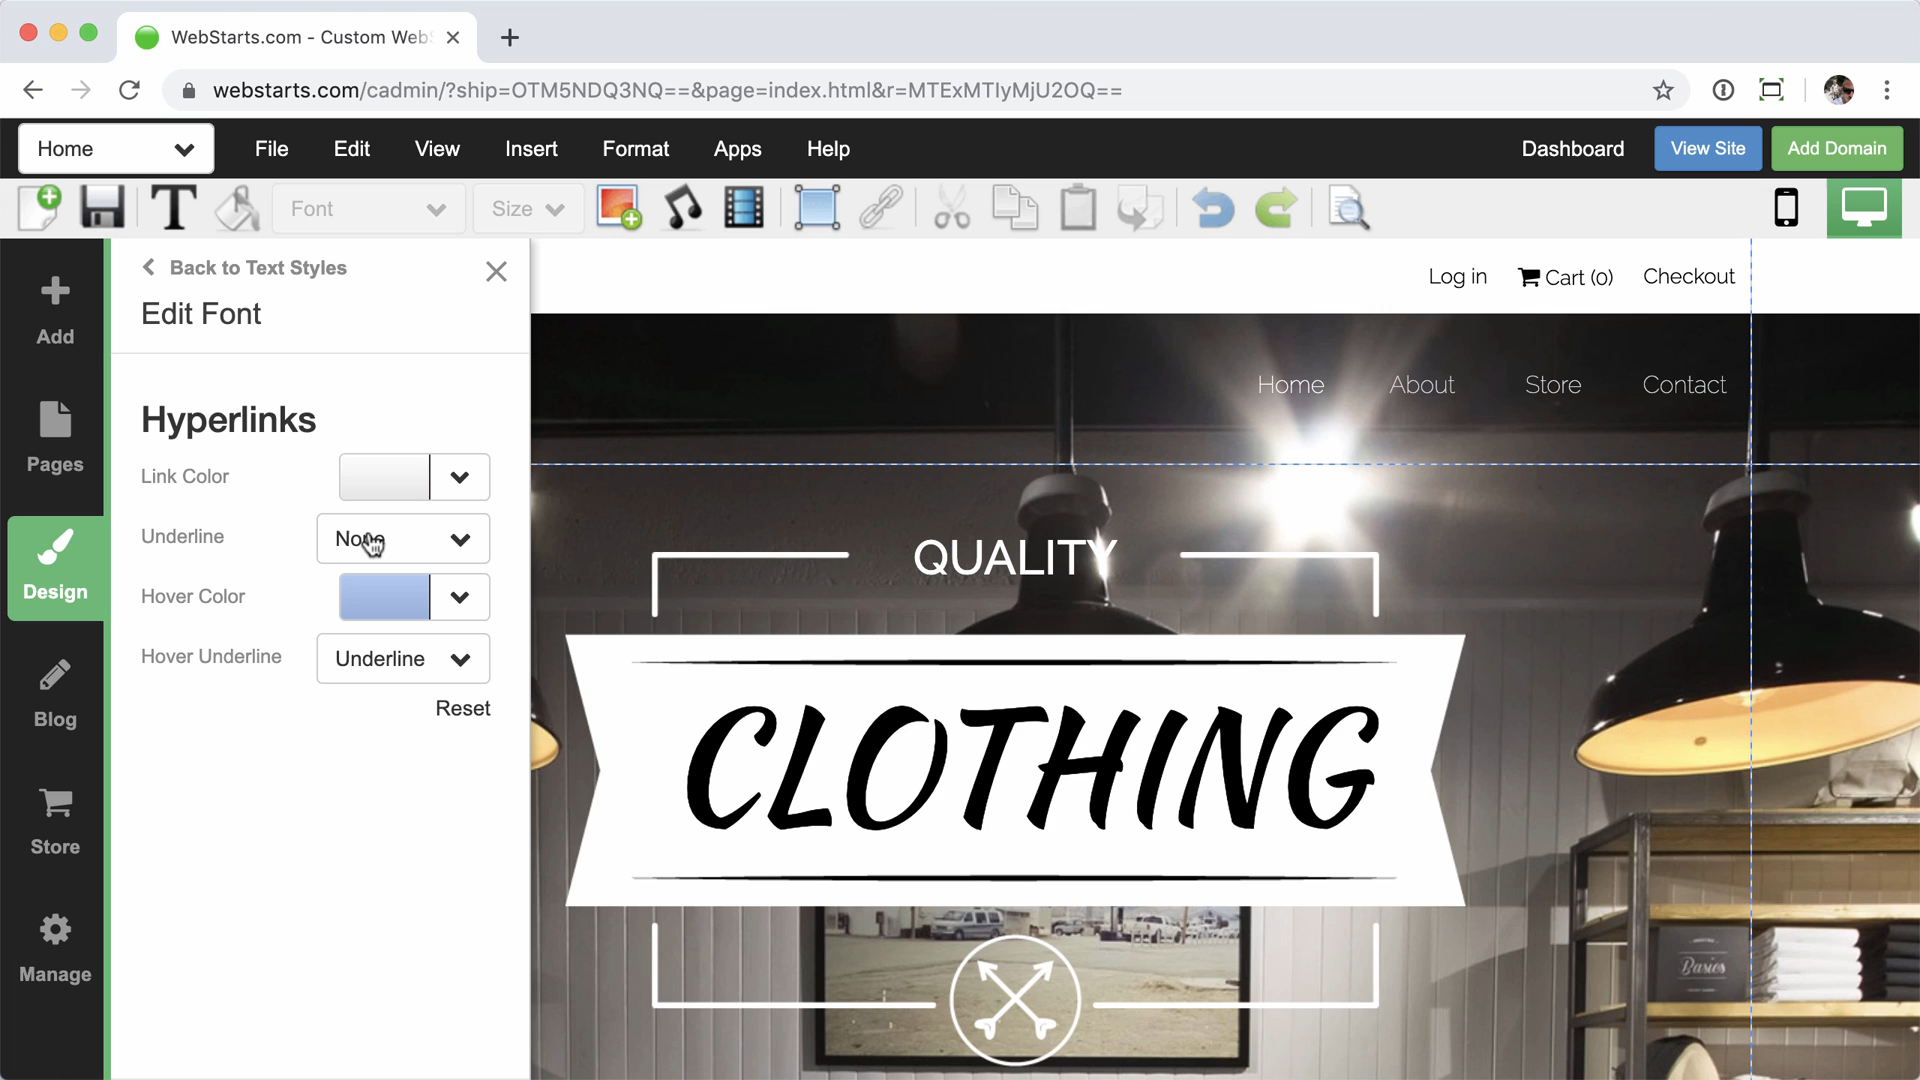 WebStarts.com - Custom WebS
webstarts.com/cadmin/?ship=OTM5NDQ3NQ==&page=index.html&r=MTExMTIyMjU2OQ==
Home
File Edit View Insert Format Apps Help
Dashboard View Site Add Domain
Font Size
Add
Pages
Design
Blog
Store
Manage
Back to Text Styles
Edit Font
Hyperlinks
Link Color
Underline None
Hover Color
Hover Underline Underline
Reset
Log in Cart (0) Checkout
Home About Store Contact
QUALITY
CLOTHING
Basics